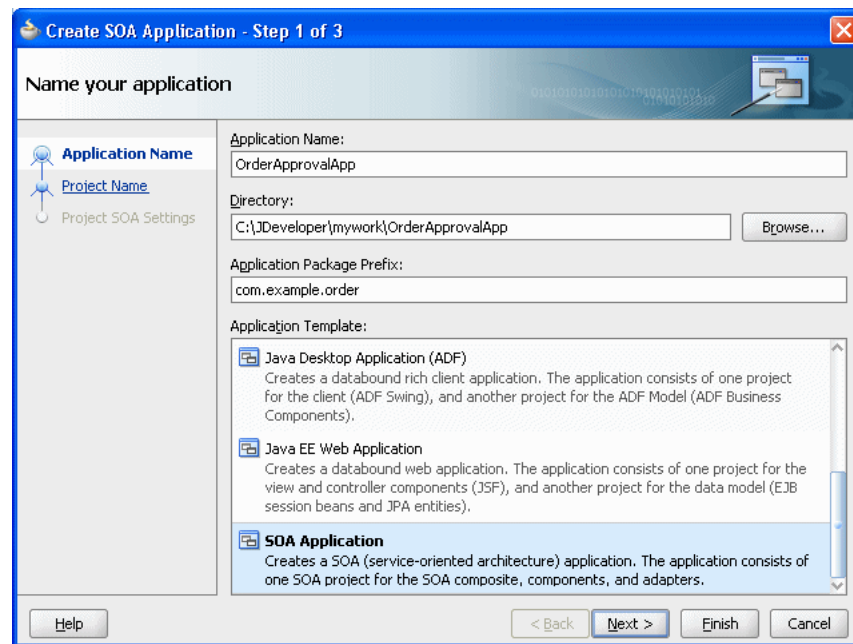 Create SOA Application - Step 1 of 3
Name your application
01010101010101010101010101
01010101010
Application Name
Project Name
Project SOA Settings
Application Name:
OrderApprovalApp
Directory:
C:\JDeveloper\mywork\OrderApprovalApp
Browse...
Application Package Prefix:
com.example.order
Application Template:
Java Desktop Application (ADF)
Creates a databound rich client application. The application consists of one project
for the client (ADF Swing), and another project for the ADF Model (ADF Business
Components).
Java EE Web Application
Creates a databound web application. The application consists of one project for the
view and controller components (JSF), and another project for the data model (EJB
session beans and JPA entities).
SOA Application
Creates a SOA (service-oriented architecture) application. The application consists of
one SOA project for the SOA composite, components, and adapters.
Help
< Back
Next >
Finish
Cancel